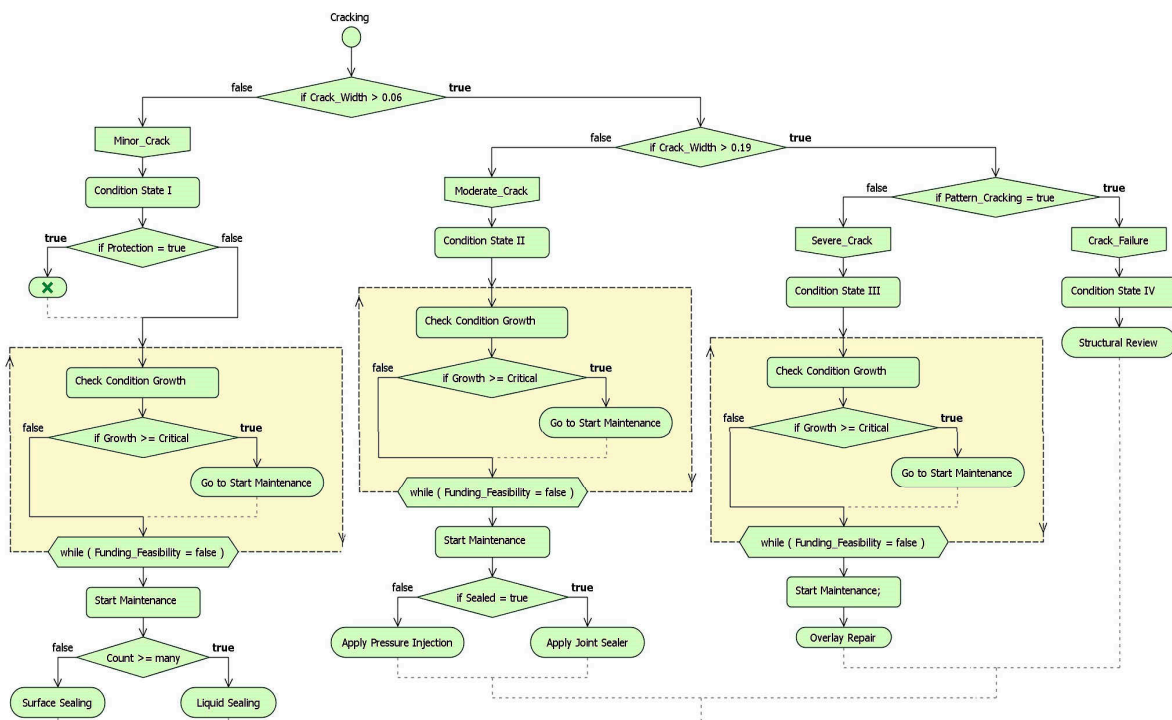 Cracking
if Crack_Width > 0.06
false
true
Minor_Crack
Condition State I
if Protection = true
true
false
Check Condition Growth
if Growth >= Critical
false
true
Go to Start Maintenance
while ( Funding_Feasibility = false )
Start Maintenance
Count >= many
false
true
Surface Sealing
Liquid Sealing
if Crack_Width > 0.19
false
true
Moderate_Crack
Condition State II
Check Condition Growth
if Growth >= Critical
false
true
Go to Start Maintenance
while ( Funding_Feasibility = false )
Start Maintenance
if Sealed = true
false
true
Apply Pressure Injection
Apply Joint Sealer
if Pattern_Cracking = true
false
true
Severe_Crack
Condition State III
Check Condition Growth
if Growth >= Critical
false
true
Go to Start Maintenance
while ( Funding_Feasibility = false )
Start Maintenance;
Overlay Repair
Crack_Failure
Condition State IV
Structural Review